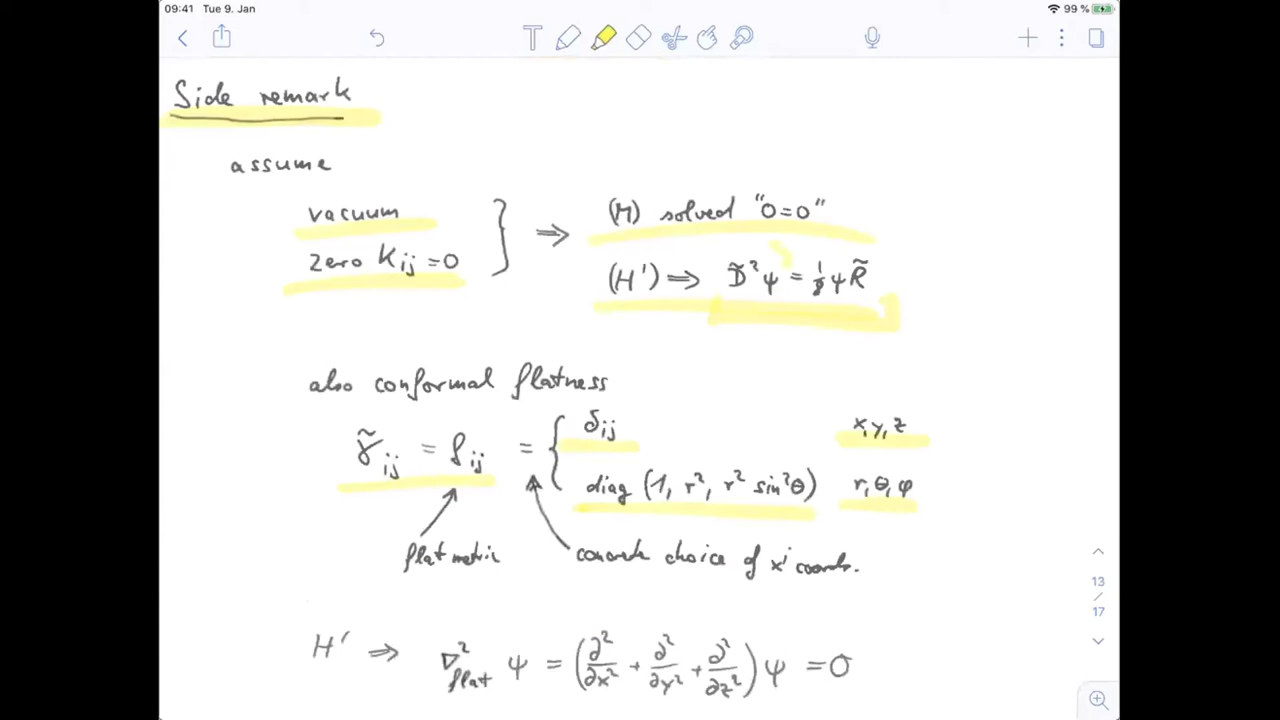 09:41 Tue 9. Jan 99 %
Side remark
assume
vacuum
zero K_ij = 0
} ⇒ (M) solved "0=0"
(H') ⇒ D̃²ψ = 1/8 ψ R̃
also conformal flatness
γ̃_ij = f_ij = { δ_ij x,y,z
diag (1, r², r² sin²θ) r, θ, φ
flat metric
concrete choice of x^i coords.
13
/
17
H' ⇒ ∇²_flat ψ = (∂²/∂x² + ∂²/∂y² + ∂²/∂z²) ψ = 0